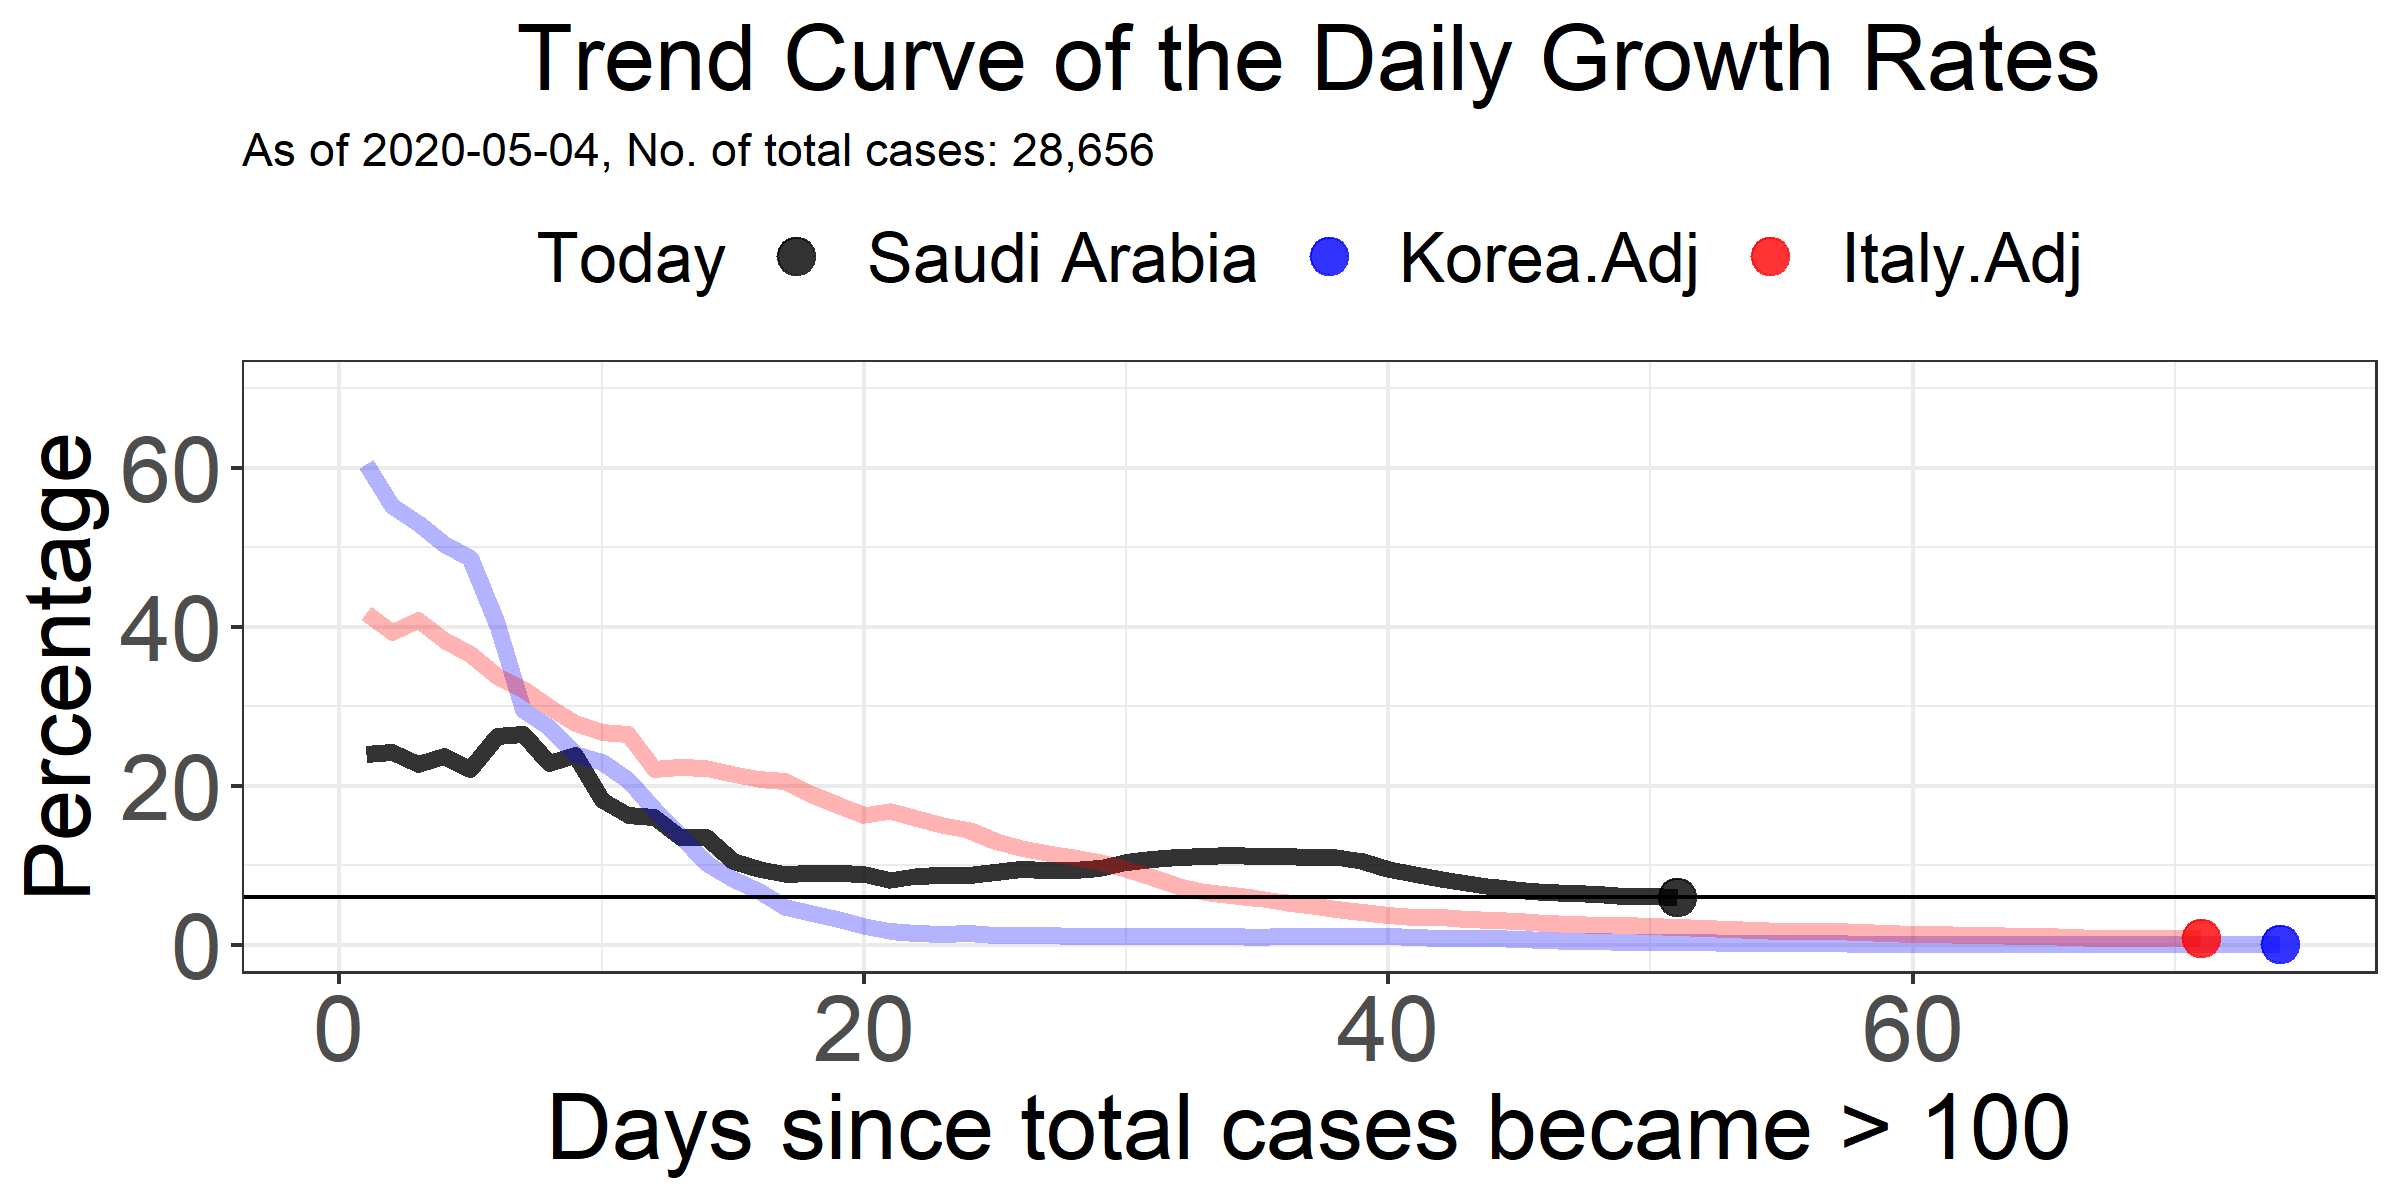 Trend Curve of the Daily Growth Rates
As of 2020-05-04, No. of total cases: 28,656
Today Saudi Arabia Korea.Adj Italy.Adj
Percentage
60
40
20
0
0 20 40 60
Days since total cases became > 100